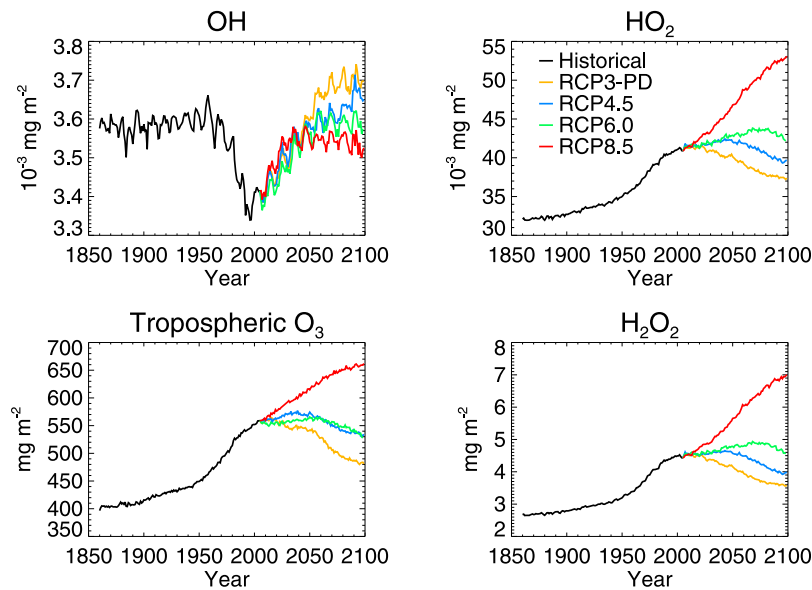 OH
3.8
3.7
3.6
3.5
3.4
3.3
10⁻³ mg m⁻²
1850 1900 1950 2000 2050 2100
Year
HO₂
55
50
45
40
35
30
10⁻³ mg m⁻²
Historical
RCP3-PD
RCP4.5
RCP6.0
RCP8.5
1850 1900 1950 2000 2050 2100
Year
Tropospheric O₃
700
650
600
550
500
450
400
350
mg m⁻²
1850 1900 1950 2000 2050 2100
Year
H₂O₂
8
7
6
5
4
3
2
mg m⁻²
1850 1900 1950 2000 2050 2100
Year